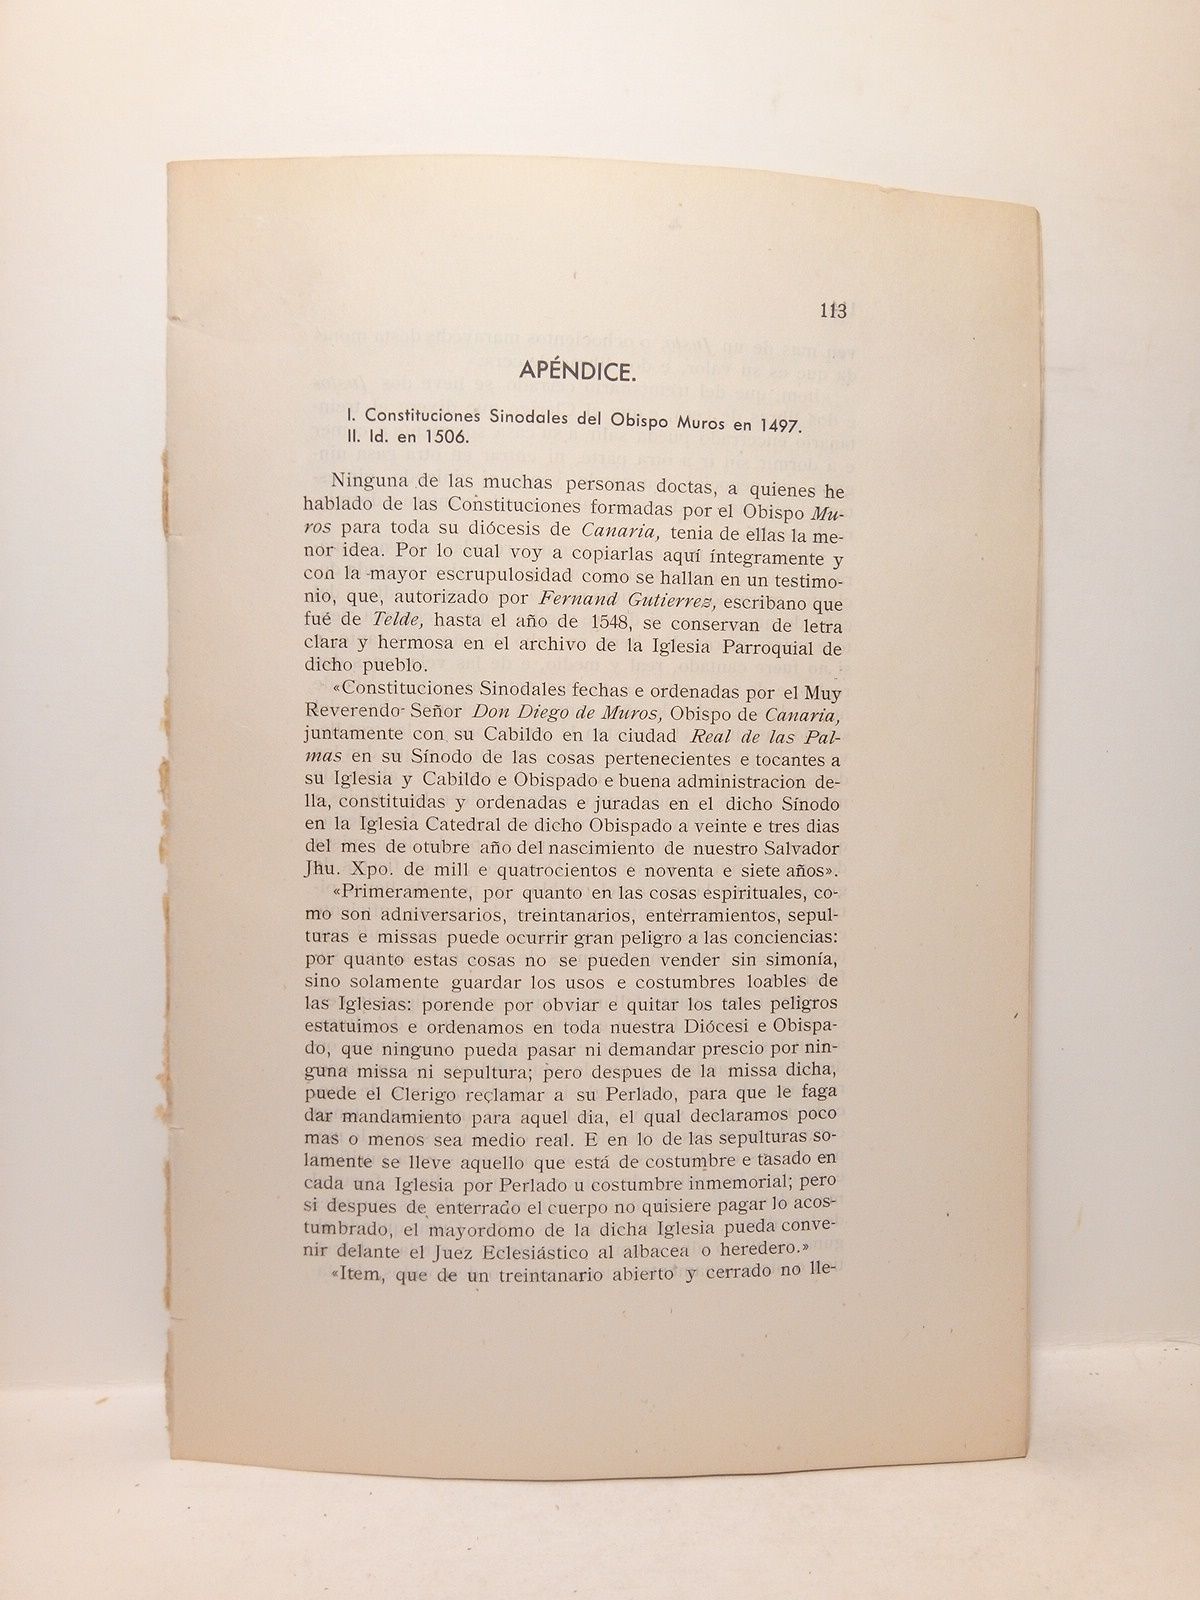 113
APÉNDICE.
I. Constituciones Sinodales del Obispo Muros en 1497.
II. Id. en 1506.
Ninguna de las muchas personas doctas, a quienes he
hablado de las Constituciones formadas por el Obispo Mu-
ros para toda su diócesis de Canaria, tenia de ellas la me-
nor idea. Por lo cual voy a copiarlas aquí íntegramente y
con la mayor escrupulosidad como se hallan en un testimo-
nio, que, autorizado por Fernand Gutierrez, escribano que
fué de Telde, hasta el año de 1548, se conservan de letra
clara y hermosa en el archivo de la Iglesia Parroquial de
dicho pueblo.
«Constituciones Sinodales fechas e ordenadas por el Muy
Reverendo Señor Don Diego de Muros, Obispo de Canaria,
juntamente con su Cabildo en la ciudad Real de las Pal-
mas en su Sínodo de las cosas pertenecientes e tocantes a
su Iglesia y Cabildo e Obispado e buena administracion de-
lla, constituidas y ordenadas e juradas en el dicho Sínodo
en la Iglesia Catedral de dicho Obispado a veinte e tres dias
del mes de otubre año del nascimiento de nuestro Salvador
Jhu. Xpo. de mill e quatrocientos e noventa e siete años».
«Primeramente, por quanto en las cosas espirituales, co-
mo son adniversarios, treintanarios, enterramientos, sepul-
turas e missas puede ocurrir gran peligro a las conciencias:
por quanto estas cosas no se pueden vender sin simonía,
sino solamente guardar los usos e costumbres loables de
las Iglesias: porende por obviar e quitar los tales peligros
estatuimos e ordenamos en toda nuestra Diócesi e Obispa-
do, que ninguno pueda pasar ni demandar prescio por nin-
guna missa ni sepultura; pero despues de la missa dicha,
puede el Clerigo reclamar a su Perlado, para que le faga
dar mandamiento para aquel dia, el qual declaramos poco
mas o menos sea medio real. E en lo de las sepulturas so-
lamente se lleve aquello que está de costumbre e tasado en
cada una Iglesia por Perlado u costumbre inmemorial; pero
si despues de enterrado el cuerpo no quisiere pagar lo acos-
tumbrado, el mayordomo de la dicha Iglesia pueda conve-
nir delante el Juez Eclesiástico al albacea o heredero.»
«Item, que de un treintanario abierto y cerrado no lle-